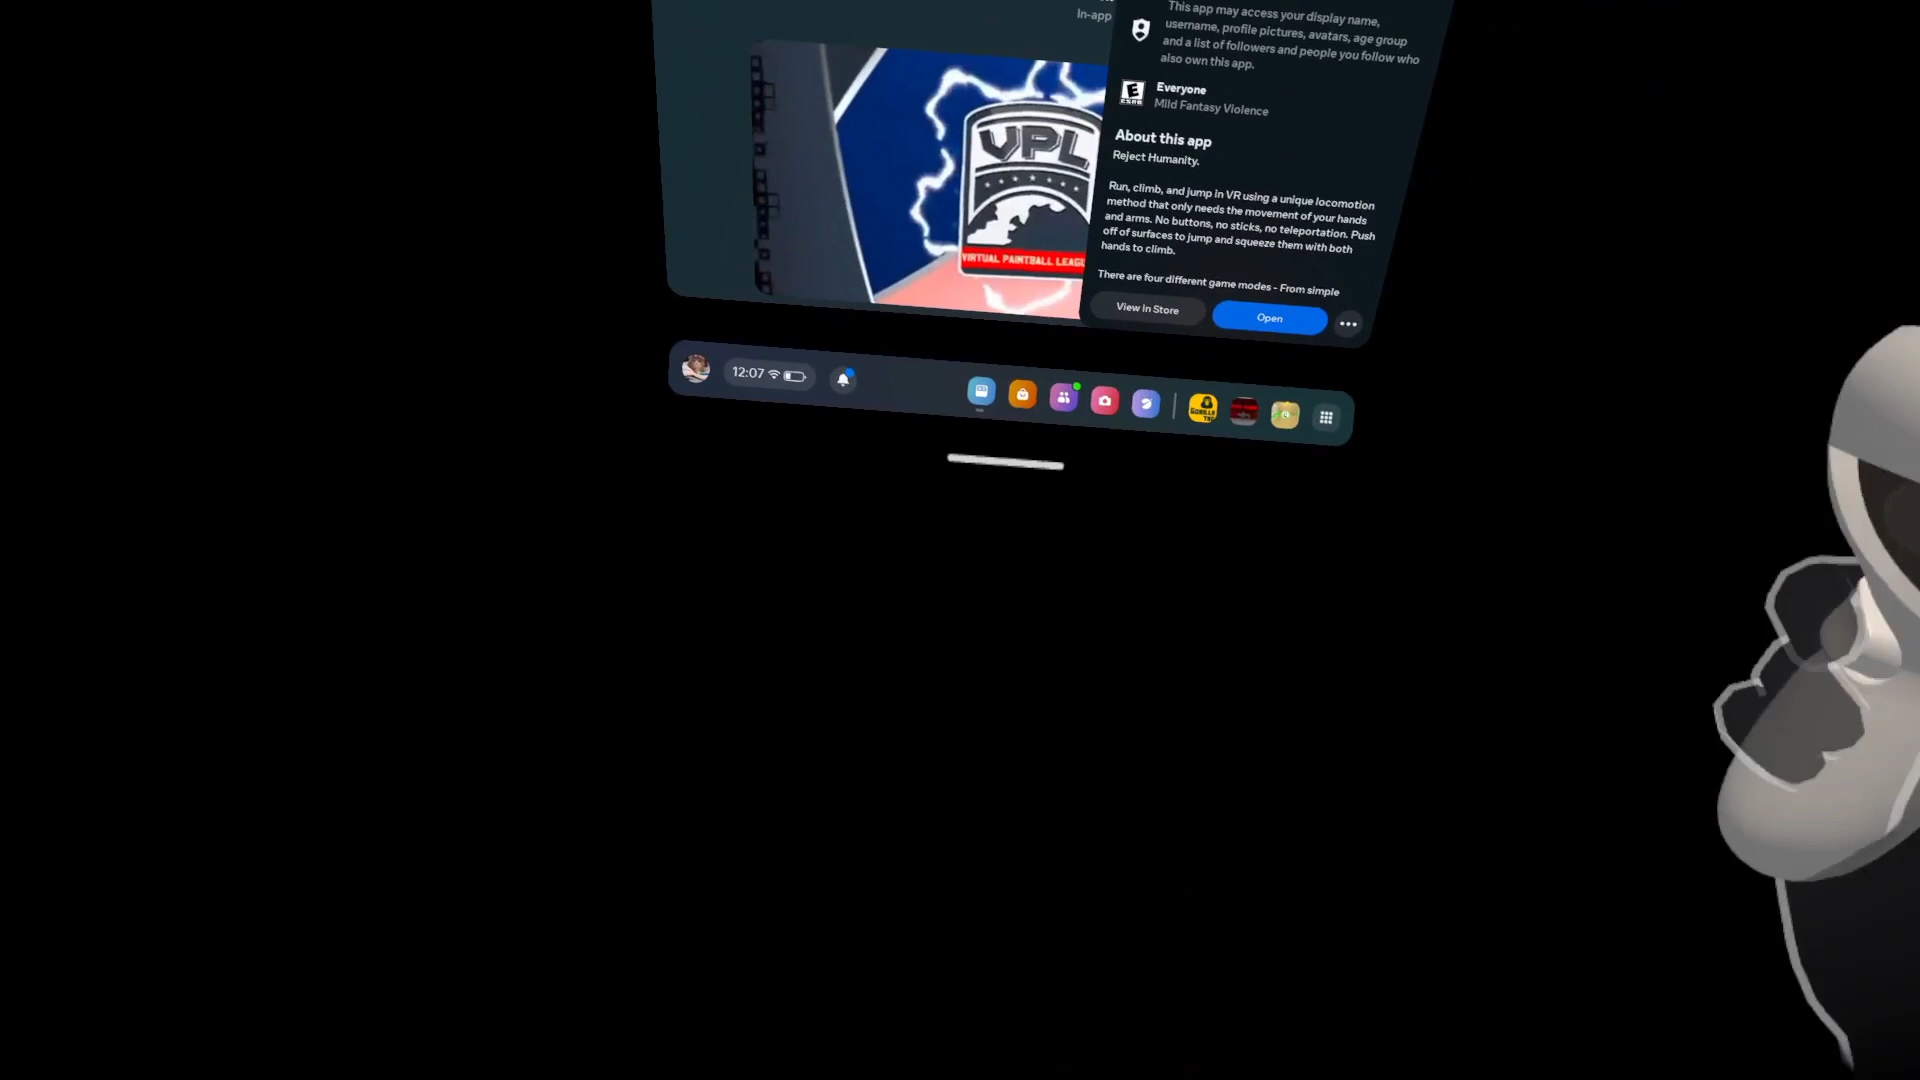 In-app
This app may access your display name,
username, profile pictures, avatars, age group
and a list of followers and people you follow who
also own this app.
E
Everyone
Mild Fantasy Violence
VPL
VIRTUAL PAINTBALL
About this app
Reject Humanity.
Run, climb, and jump in VR using a unique locomotion
method that only needs the movement of your hands
and arms. No buttons, no sticks, no teleportation. Push
off of surfaces to jump and squeeze them with both
hands to climb.
There are four different game modes - From simple
View in Store
Open
12:07
GORILLA
TAG